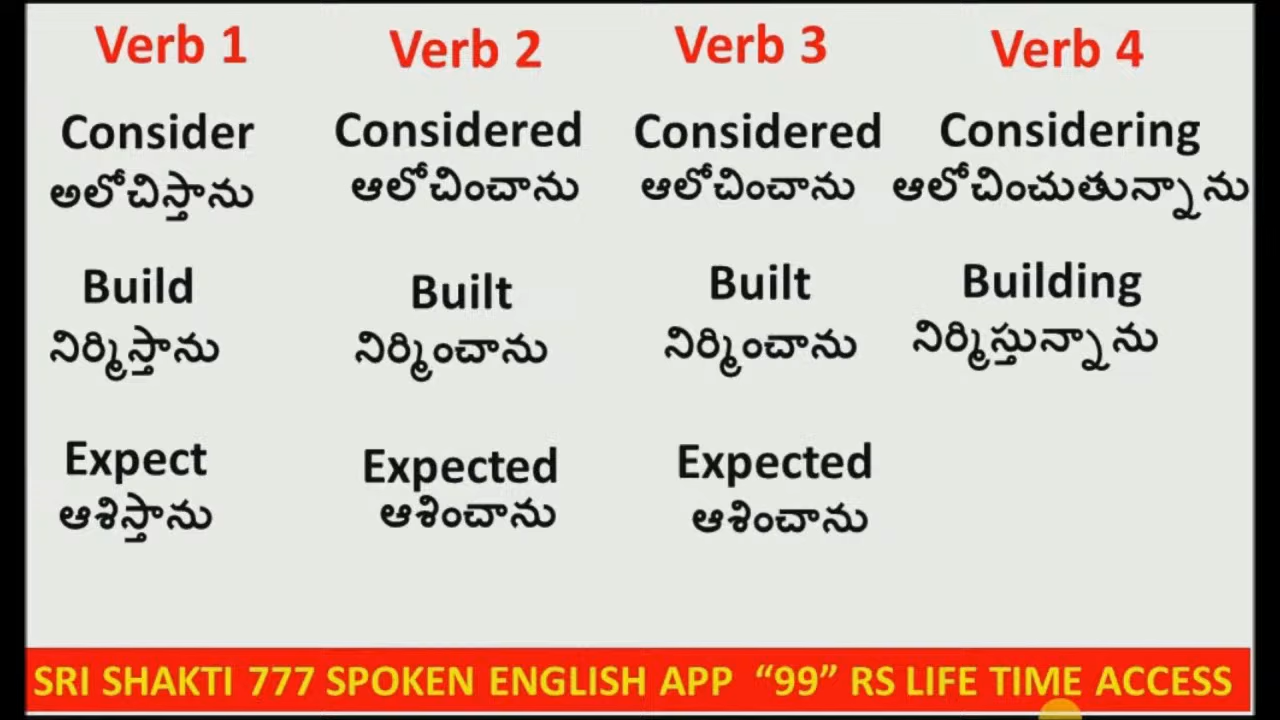 Verb 1 Verb 2 Verb 3 Verb 4
Consider Considered Considered Considering
అలోచిస్తాను ఆలోచించాను ఆలోచించాను ఆలోచించుతున్నాను
Build Built Built Building
నిర్మిస్తాను నిర్మించాను నిర్మించాను నిర్మిస్తున్నాను
Expect Expected Expected
ఆశిస్తాను ఆశించాను ఆశించాను
SRI SHAKTI 777 SPOKEN ENGLISH APP “99” RS LIFE TIME ACCESS